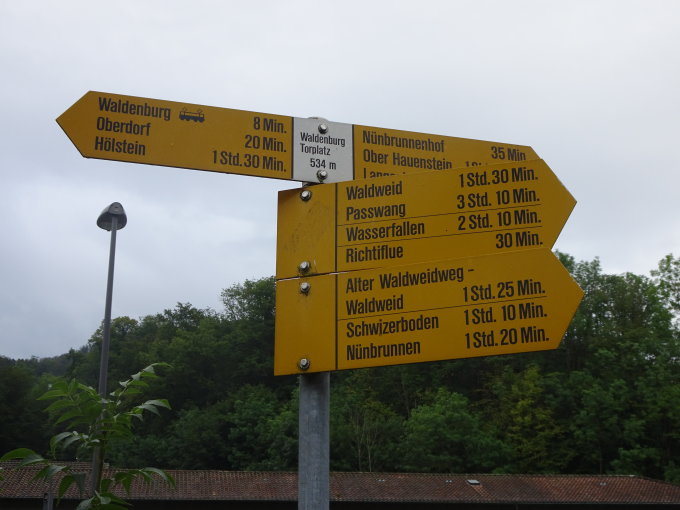 Waldenburg 8 Min.
Oberdorf 20 Min.
Hölstein 1 Std. 30 Min.
Waldenburg
Torplatz
534 m
Nünbrunnenhof 35 Min.
Ober Hauenstein
Waldweid 1 Std. 30 Min.
Passwang 3 Std. 10 Min.
Wasserfallen 2 Std. 10 Min.
Richtiflue 30 Min.
Alter Waldweidweg -
Waldweid 1 Std. 25 Min.
Schwizerboden 1 Std. 10 Min.
Nünbrunnen 1 Std. 20 Min.